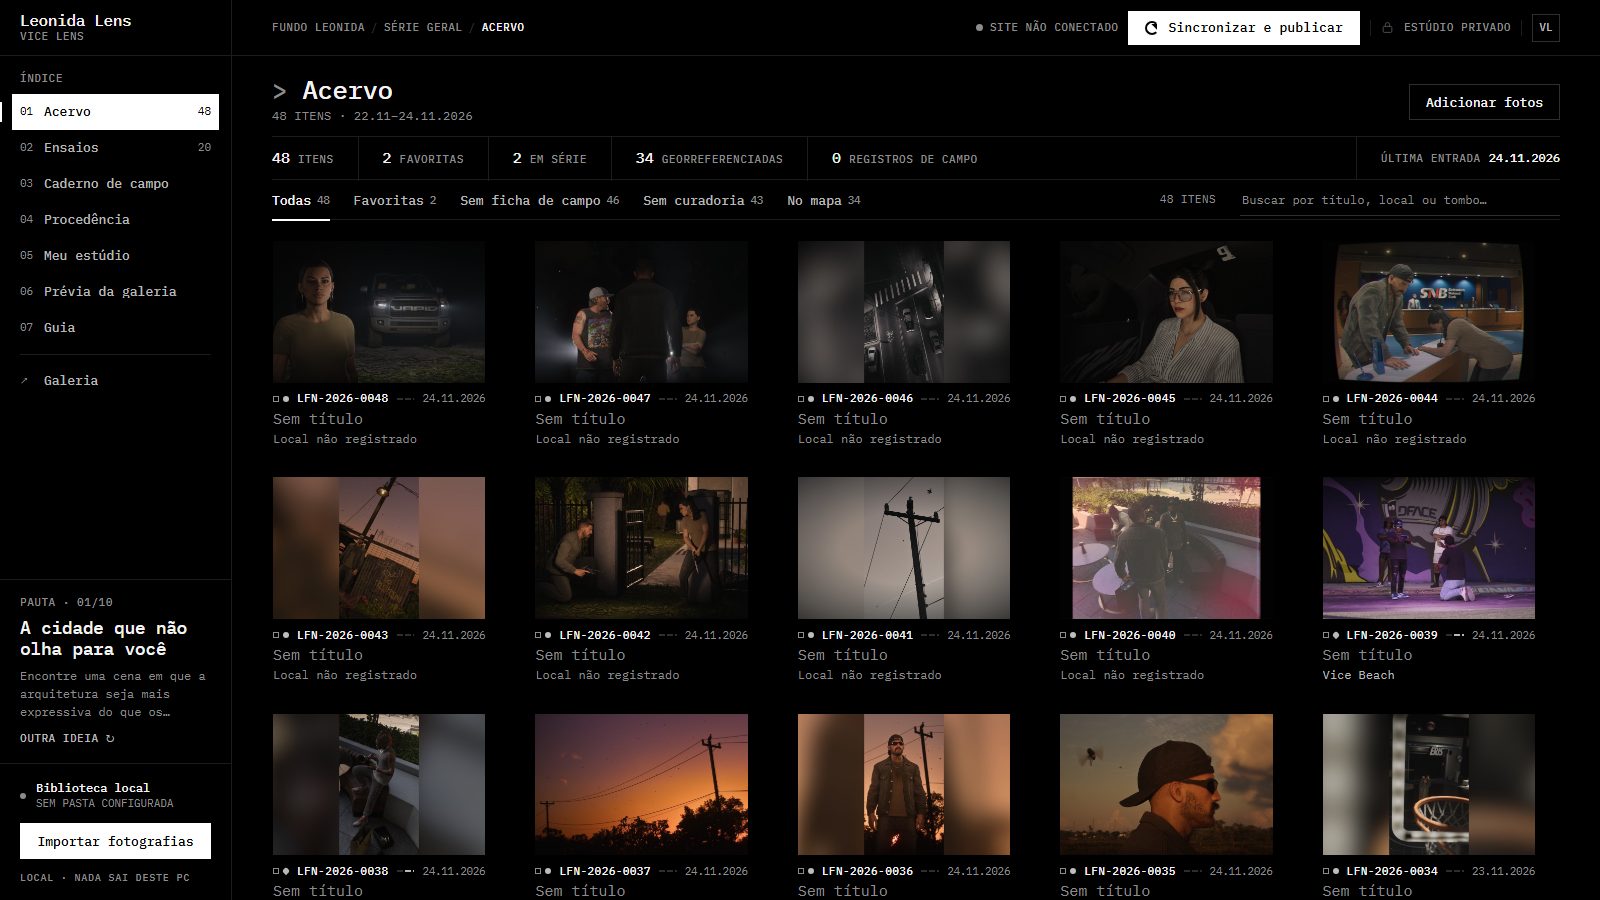 Leonida Lens
VICE LENS
FUNDO LEONIDA / SÉRIE GERAL / ACERVO
SITE NÃO CONECTADO
Sincronizar e publicar
ESTÚDIO PRIVADO
VL
ÍNDICE
01 Acervo 48
02 Ensaios 20
03 Caderno de campo
04 Procedência
05 Meu estúdio
06 Prévia da galeria
07 Guia
↗ Galeria
PAUTA · 01/10
A cidade que não
olha para você
Encontre uma cena em que a
arquitetura seja mais
expressiva do que os…
OUTRA IDEIA ↻
Biblioteca local
SEM PASTA CONFIGURADA
Importar fotografias
LOCAL · NADA SAI DESTE PC
> Acervo
48 ITENS · 22.11–24.11.2026
Adicionar fotos
48 ITENS
2 FAVORITAS
2 EM SÉRIE
34 GEORREFERENCIADAS
0 REGISTROS DE CAMPO
ÚLTIMA ENTRADA 24.11.2026
Todas 48
Favoritas 2
Sem ficha de campo 46
Sem curadoria 43
No mapa 34
48 ITENS
Buscar por título, local ou tombo…
SNB
LFN-2026-0048 24.11.2026
Sem título
Local não registrado
LFN-2026-0047 24.11.2026
Sem título
Local não registrado
LFN-2026-0046 24.11.2026
Sem título
Local não registrado
LFN-2026-0045 24.11.2026
Sem título
Local não registrado
LFN-2026-0044 24.11.2026
Sem título
Local não registrado
DFACE
LFN-2026-0043 24.11.2026
Sem título
Local não registrado
LFN-2026-0042 24.11.2026
Sem título
Local não registrado
LFN-2026-0041 24.11.2026
Sem título
Local não registrado
LFN-2026-0040 24.11.2026
Sem título
Local não registrado
LFN-2026-0039 24.11.2026
Sem título
Vice Beach
LFN-2026-0038 24.11.2026
Sem título
LFN-2026-0037 24.11.2026
Sem título
LFN-2026-0036 24.11.2026
Sem título
LFN-2026-0035 24.11.2026
Sem título
LFN-2026-0034 23.11.2026
Sem título